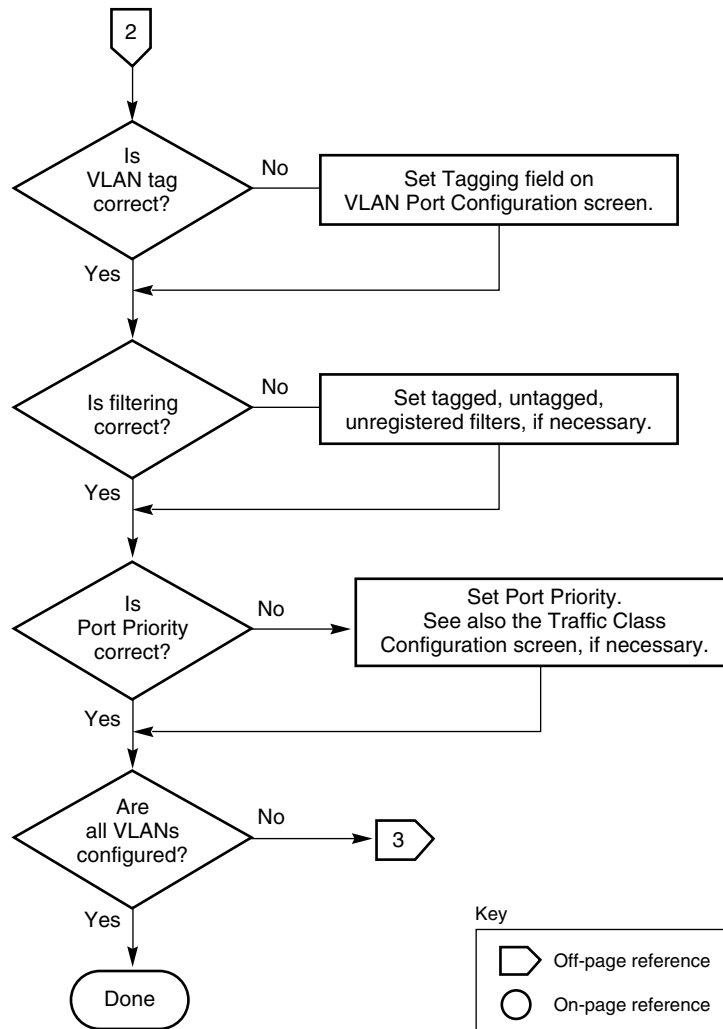 2
Is
VLAN tag
correct?
No
Set Tagging field on
VLAN Port Configuration screen.
Yes
Is filtering
correct?
No
Set tagged, untagged,
unregistered filters, if necessary.
Yes
Is
Port Priority
correct?
No
Set Port Priority.
See also the Traffic Class
Configuration screen, if necessary.
Yes
Are
all VLANs
configured?
No
3
Yes
Done
Key
Off-page reference
On-page reference